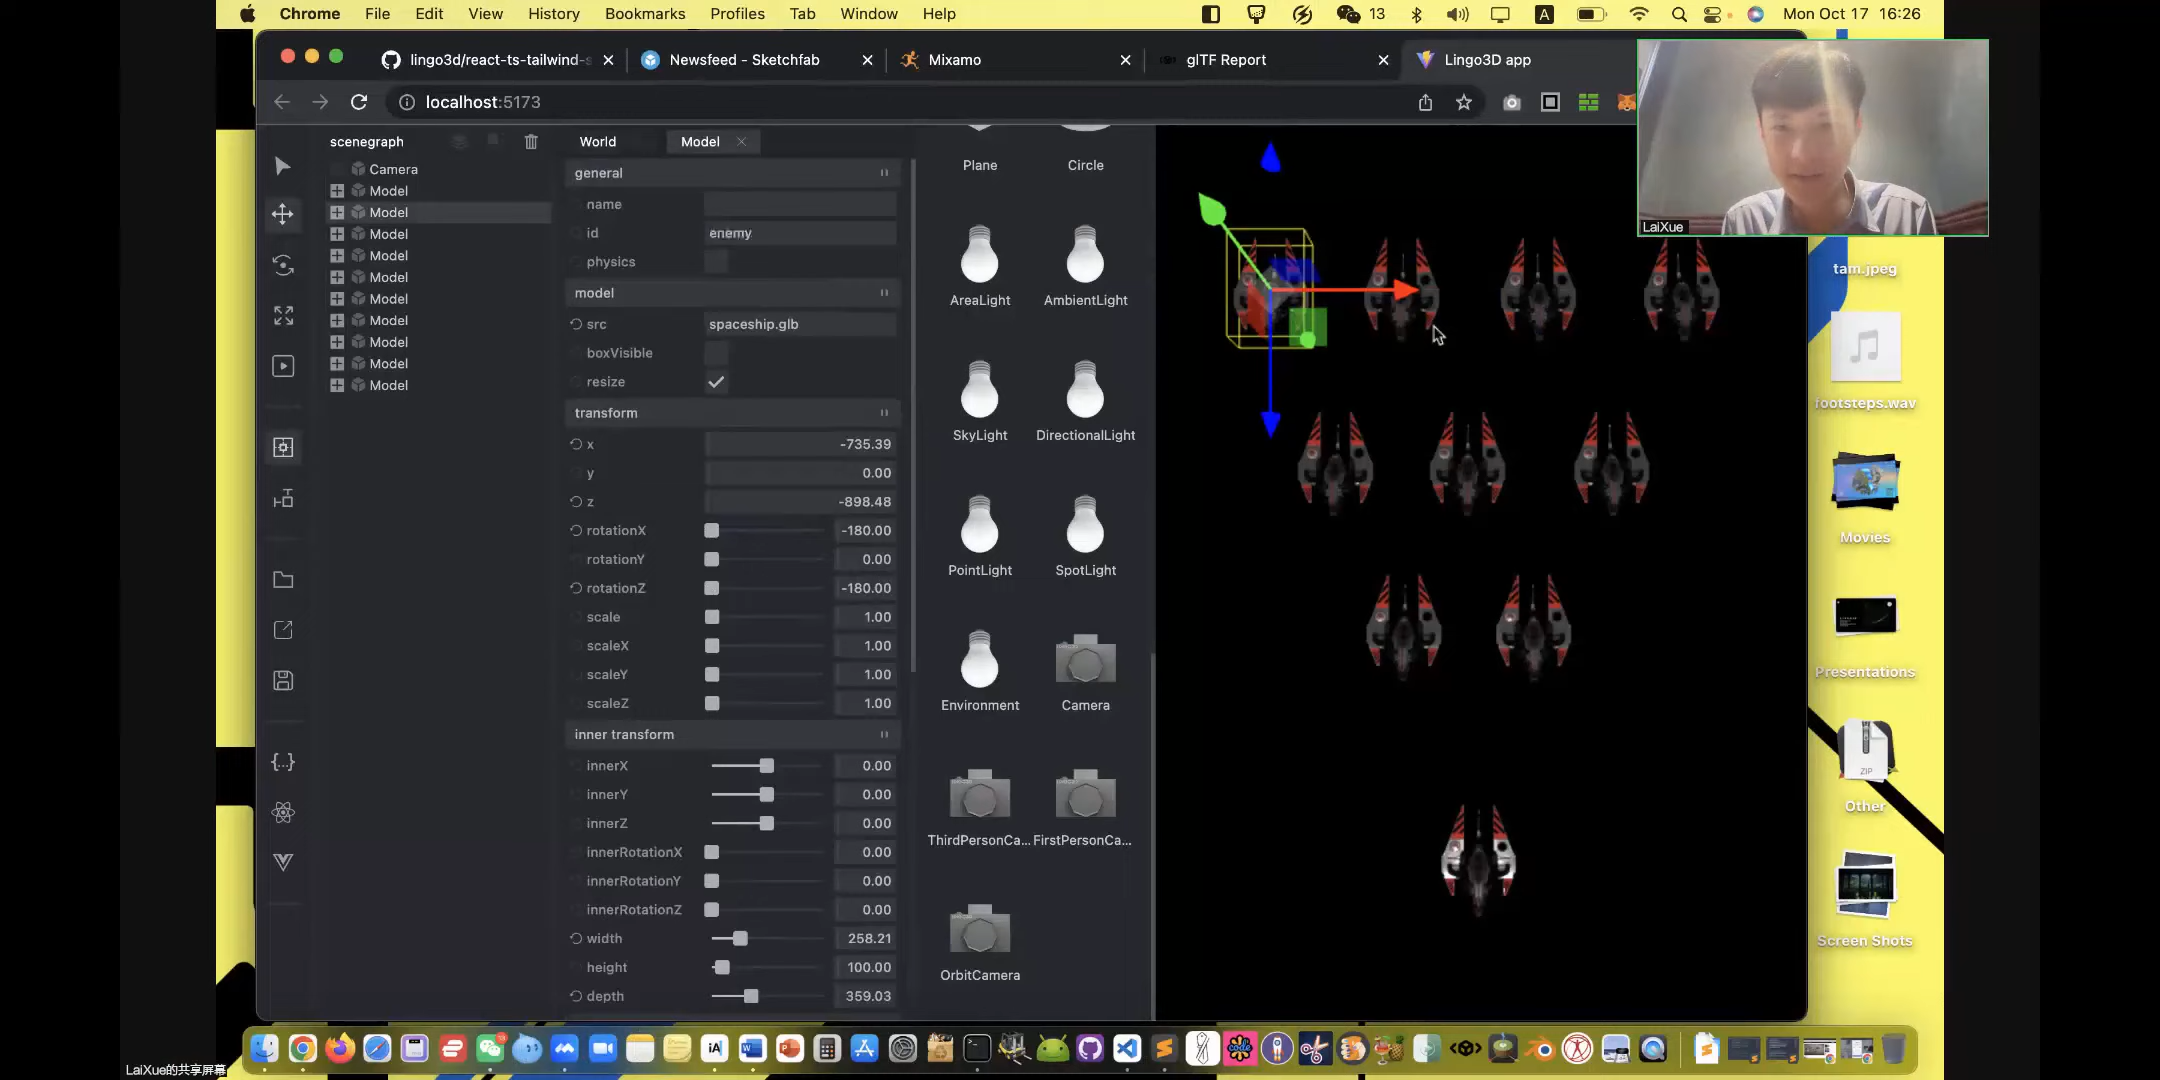 Chrome File Edit View History Bookmarks Profiles Tab Window Help 13 A Mon Oct 17 16:26
lingo3d/react-ts-tailwind-s Newsfeed - Sketchfab Mixamo glTF Report Lingo3D app
localhost:5173
scenegraph
Camera
Model
Model
Model
Model
Model
Model
Model
Model
Model
Model
World Model
general
name
id enemy
physics
model
src spaceship.glb
boxVisible
resize
transform
x -735.39
y 0.00
z -898.48
rotationX -180.00
rotationY 0.00
rotationZ -180.00
scale 1.00
scaleX 1.00
scaleY 1.00
scaleZ 1.00
inner transform
innerX 0.00
innerY 0.00
innerZ 0.00
innerRotationX 0.00
innerRotationY 0.00
innerRotationZ 0.00
width 258.21
height 100.00
depth 359.03
Plane Circle
AreaLight AmbientLight
SkyLight DirectionalLight
PointLight SpotLight
Environment Camera
ThirdPersonCa... FirstPersonCa...
OrbitCamera
LaiXue
tam.jpeg
footsteps.wav
Movies
Presentations
ZIP
Other
Screen Shots
iA
code
LaiXue的共享屏幕